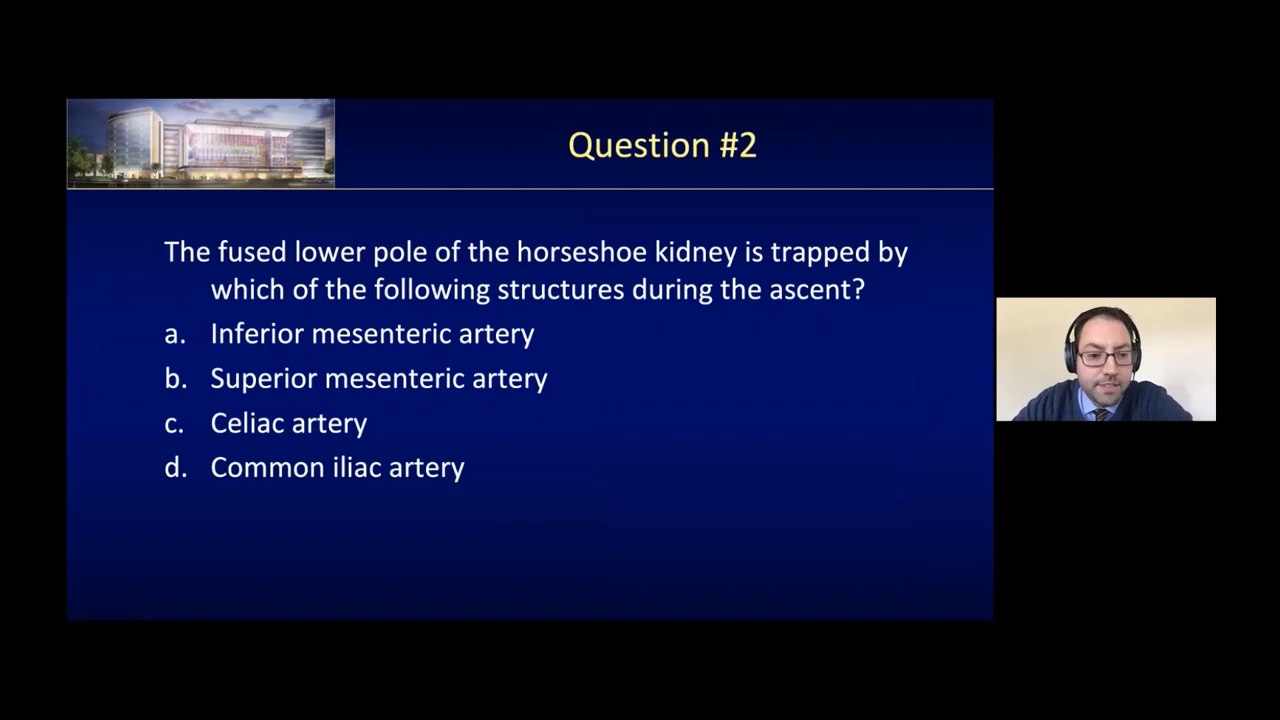 Question #2
The fused lower pole of the horseshoe kidney is trapped by
which of the following structures during the ascent?
a. Inferior mesenteric artery
b. Superior mesenteric artery
c. Celiac artery
d. Common iliac artery